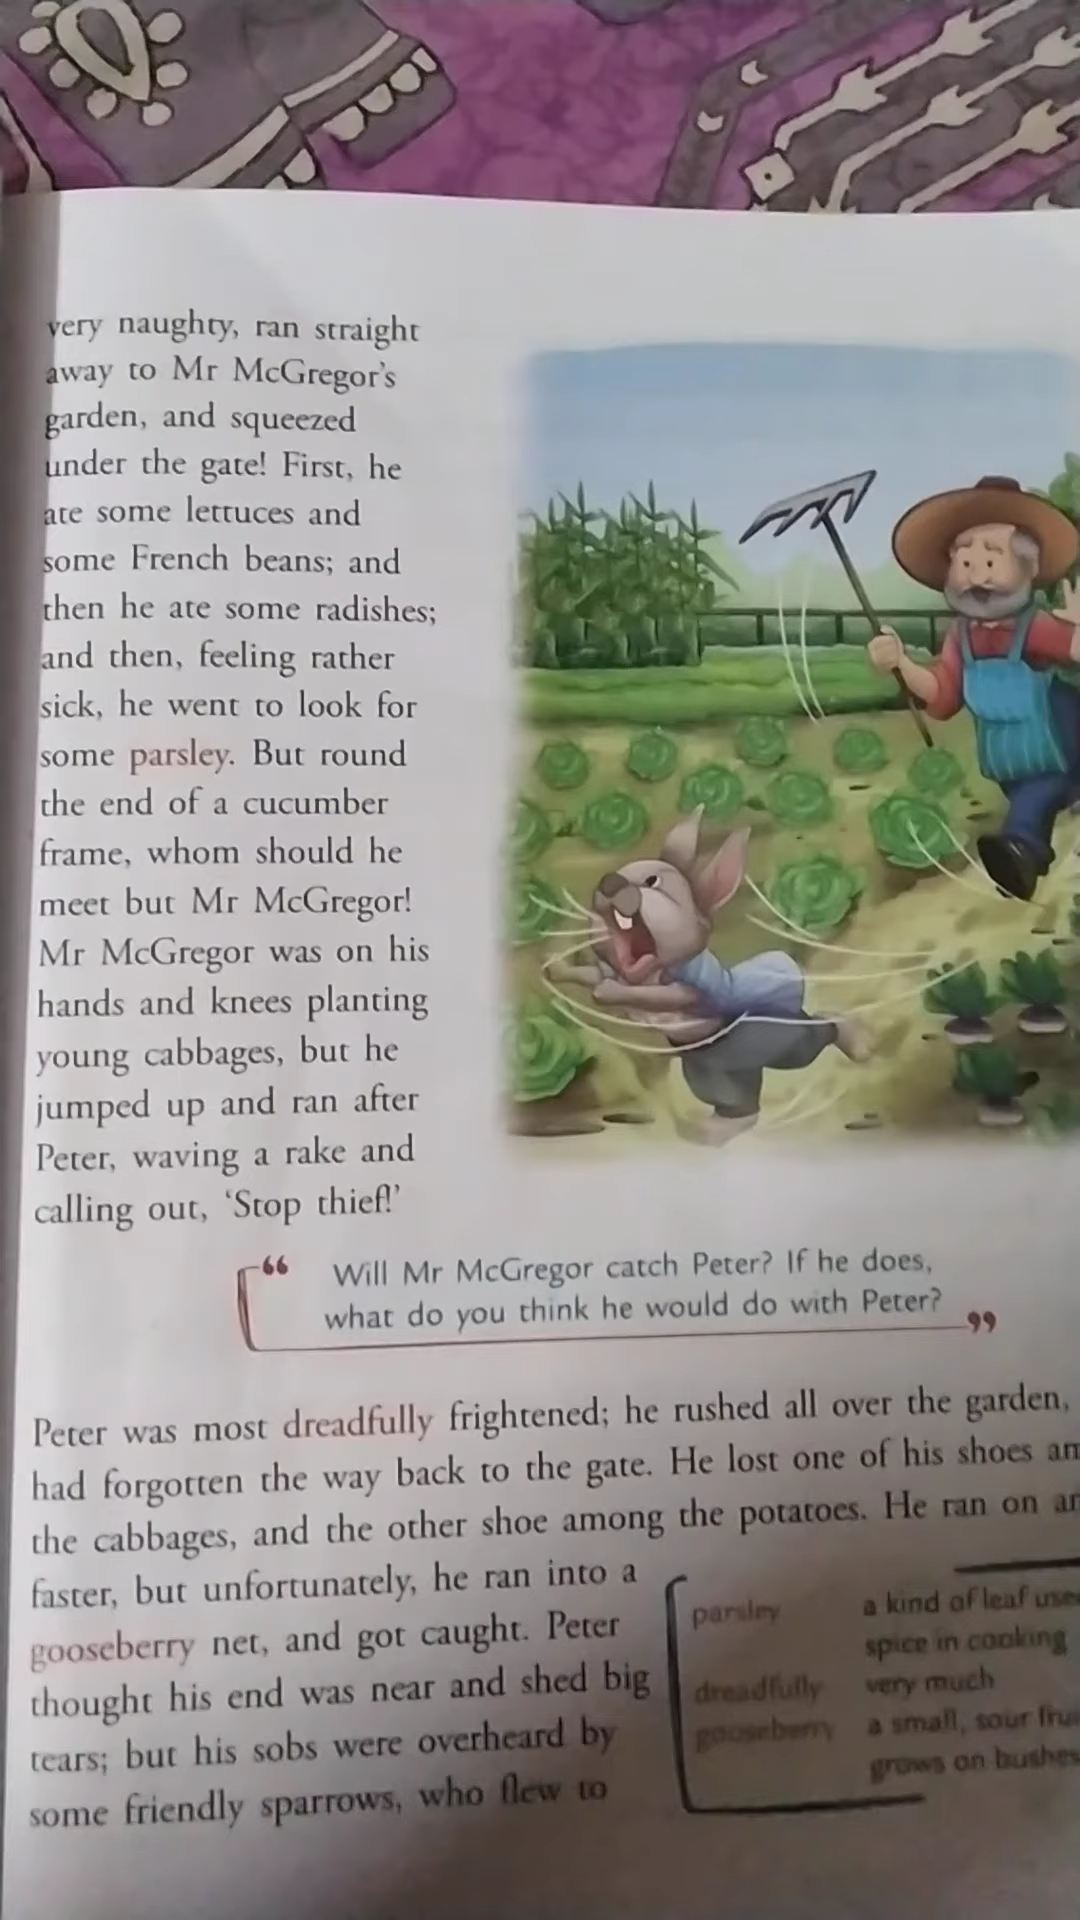 very naughty, ran straight
away to Mr McGregor's
garden, and squeezed
under the gate! First, he
ate some lettuces and
some French beans; and
then he ate some radishes;
and then, feeling rather
sick, he went to look for
some parsley. But round
the end of a cucumber
frame, whom should he
meet but Mr McGregor!
Mr McGregor was on his
hands and knees planting
young cabbages, but he
jumped up and ran after
Peter, waving a rake and
calling out, ‘Stop thief!’
“ Will Mr McGregor catch Peter? If he does,
what do you think he would do with Peter? ”
Peter was most dreadfully frightened; he rushed all over the garden,
had forgotten the way back to the gate. He lost one of his shoes
the cabbages, and the other shoe among the potatoes. He ran on
faster, but unfortunately, he ran into a
gooseberry net, and got caught. Peter
thought his end was near and shed big
tears; but his sobs were overheard by
some friendly sparrows, who flew to
parsley a kind of leaf
spice in cooking
dreadfully very much
gooseberry a small, sour
grows on bushes